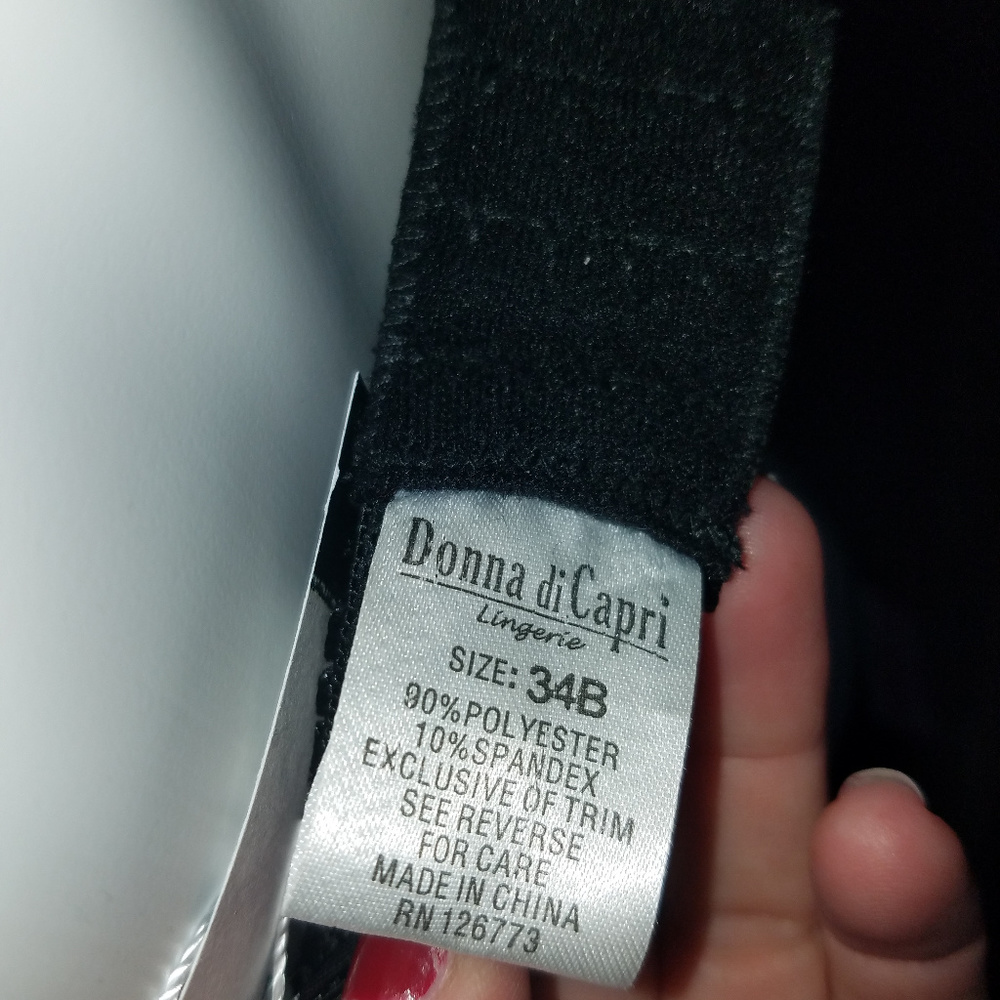 Donna di Capri
Lingerie
SIZE: 34B
90% POLYESTER
10% SPANDEX
EXCLUSIVE OF TRIM
SEE REVERSE
FOR CARE
MADE IN CHINA
RN 126773